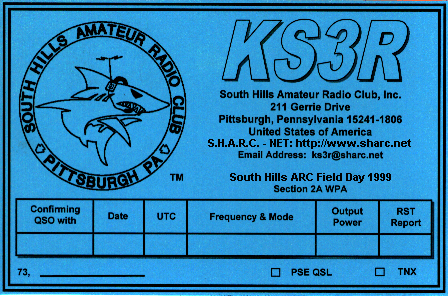 SOUTH HILLS AMATEUR RADIO CLUB
PITTSBURGH PA
TM
KS3R
South Hills Amateur Radio Club, Inc.
211 Gerrie Drive
Pittsburgh, Pennsylvania 15241-1806
United States of America
S.H.A.R.C. - NET: http://www.sharc.net
Email Address: ks3r@sharc.net
South Hills ARC Field Day 1999
Section 2A WPA
Confirming QSO with Date UTC Frequency & Mode Output Power RST Report
73,
PSE QSL
TNX